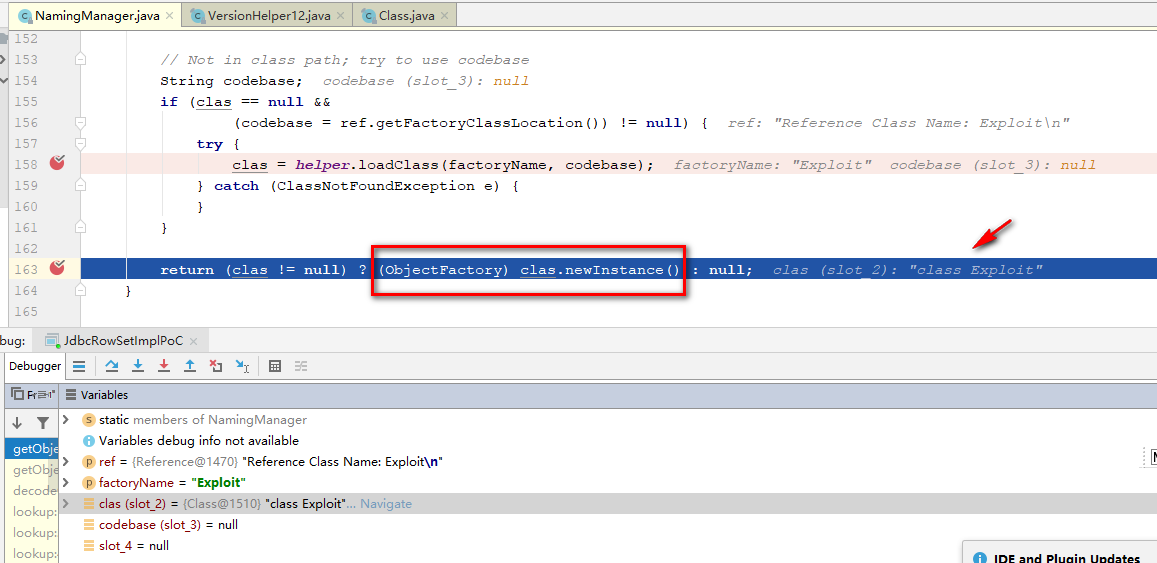 NamingManager.java VersionHelper12.java Class.java
152
153 // Not in class path; try to use codebase
154 String codebase; codebase (slot_3): null
155 if (clas == null &&
156 (codebase = ref.getFactoryClassLocation()) != null) { ref: "Reference Class Name: Exploit\n"
157 try {
158 clas = helper.loadClass(factoryName, codebase); factoryName: "Exploit" codebase (slot_3): null
159 } catch (ClassNotFoundException e) {
160 }
161 }
162
163 return (clas != null) ? (ObjectFactory) clas.newInstance() : null; clas (slot_2): "class Exploit"
164 }
165
bug: JdbcRowSetImplPoC
Debugger
Variables
static members of NamingManager
Variables debug info not available
getObje
ref = {Reference@1470} "Reference Class Name: Exploit\n"
getObje
factoryName = "Exploit"
decode
clas (slot_2) = {Class@1510} "class Exploit"... Navigate
lookup:
codebase (slot_3) = null
lookup:
slot_4 = null
lookup:
IDE and Plugin Updates